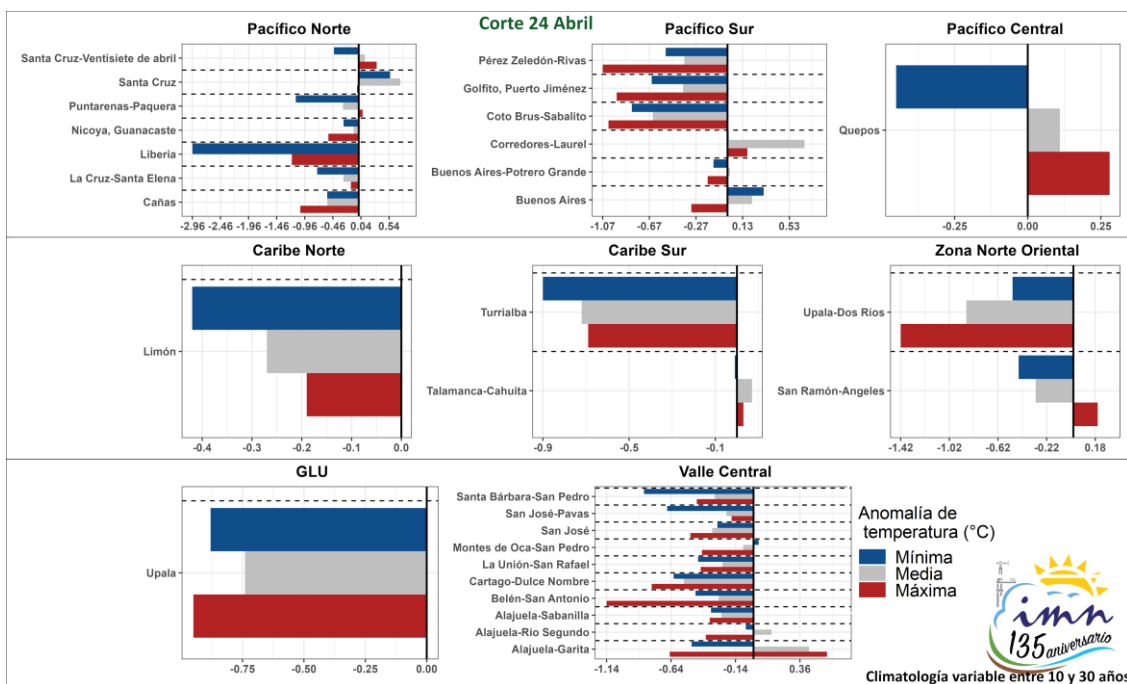 Corte 24 Abril
Pacífico Norte
Santa Cruz-Ventisiete de abril
Santa Cruz
Puntarenas-Paquera
Nicoya, Guanacaste
Liberia
La Cruz-Santa Elena
Cañas
-2.96 -2.46 -1.96 -1.46 -0.96 -0.46 0.04 0.54
Pacífico Sur
Pérez Zeledón-Rivas
Golfito, Puerto Jiménez
Coto Brus-Sabalito
Corredores-Laurel
Buenos Aires-Potrero Grande
Buenos Aires
-1.07 -0.67 -0.27 0.13 0.53
Pacífico Central
Quepos
-0.25 0.00 0.25
Caribe Norte
Limón
-0.4 -0.3 -0.2 -0.1 0.0
Caribe Sur
Turrialba
Talamanca-Cahuita
-0.9 -0.5 -0.1
Zona Norte Oriental
Upala-Dos Ríos
San Ramón-Angeles
-1.42 -1.02 -0.62 -0.22 0.18
GLU
Upala
-0.75 -0.50 -0.25 0.00
Valle Central
Santa Bárbara-San Pedro
San José-Pavas
San José
Montes de Oca-San Pedro
La Unión-San Rafael
Cartago-Dulce Nombre
Belén-San Antonio
Alajuela-Sabanilla
Alajuela-Río Segundo
Alajuela-Garita
-1.14 -0.64 -0.14 0.36
Anomalía de
temperatura (°C)
Mínima
Media
Máxima
imn
135 aniversario
Climatología variable entre 10 y 30 años